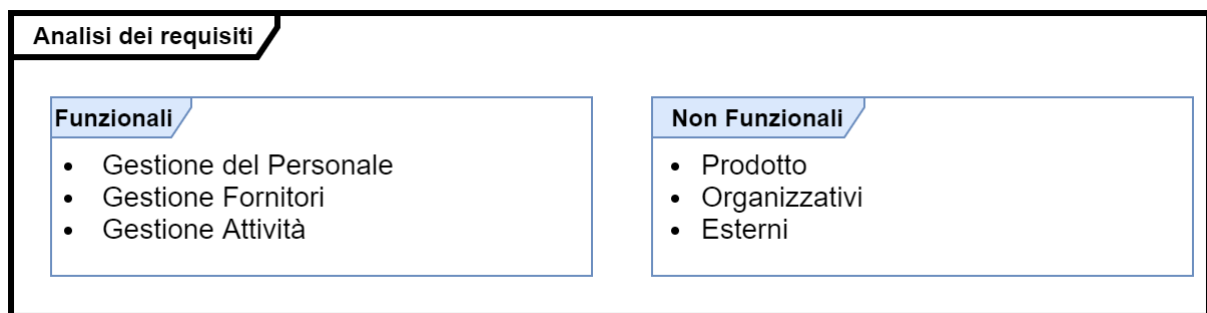 Analisi dei requisiti
Funzionali
• Gestione del Personale
• Gestione Fornitori
• Gestione Attività
Non Funzionali
• Prodotto
• Organizzativi
• Esterni